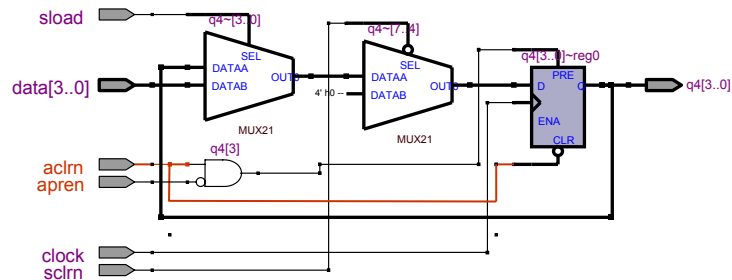 sload
q4~[3..0]
q4~[7..4]
q4[3..0]~reg0
SEL
SEL
PRE
DATAA
OUT0
DATAA
OUT0
D
Q
q4[3..0]
data[3..0]
DATAB
4' h0 --
DATAB
ENA
MUX21
MUX21
CLR
q4[3]
aclrn
apren
clock
sclrn